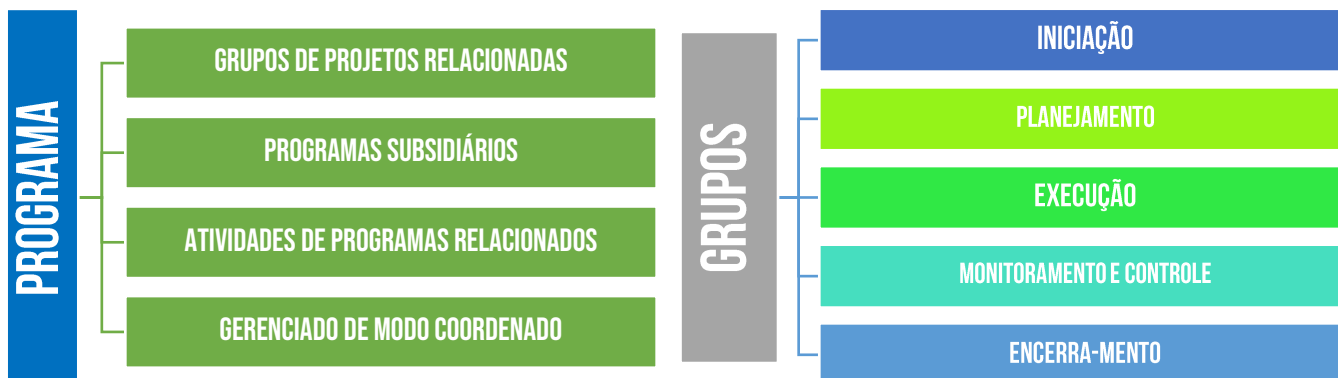 PROGRAMA
GRUPOS DE PROJETOS RELACIONADAS
PROGRAMAS SUBSIDIÁRIOS
ATIVIDADES DE PROGRAMAS RELACIONADOS
GERENCIADO DE MODO COORDENADO
GRUPOS
INICIAÇÃO
PLANEJAMENTO
EXECUÇÃO
MONITORAMENTO E CONTROLE
ENCERRA-MENTO